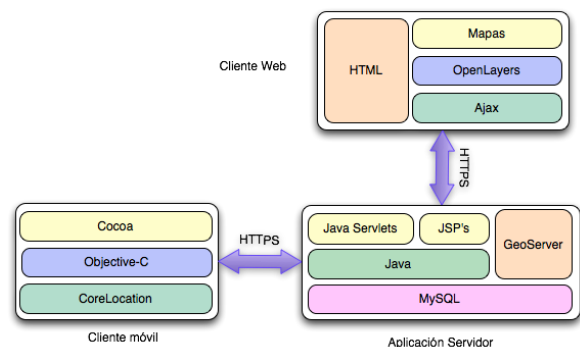 Cliente Web
HTML
Mapas
OpenLayers
Ajax
HTTPS
Cocoa
Objective-C
CoreLocation
Cliente móvil
HTTPS
Java Servlets
JSP's
GeoServer
Java
MySQL
Aplicación Servidor